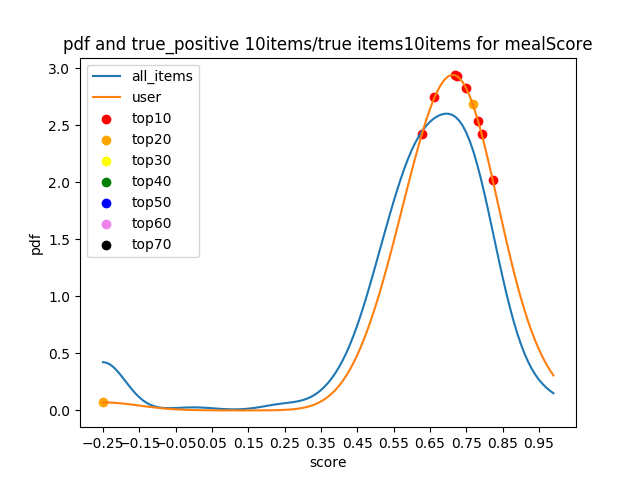 pdf and true_positive 10items/true items10items for mealScore
all_items
user
top10
top20
top30
top40
top50
top60
top70
pdf
3.0
2.5
2.0
1.5
1.0
0.5
0.0
−0.25 −0.15 −0.05 0.05 0.15 0.25 0.35 0.45 0.55 0.65 0.75 0.85 0.95
score